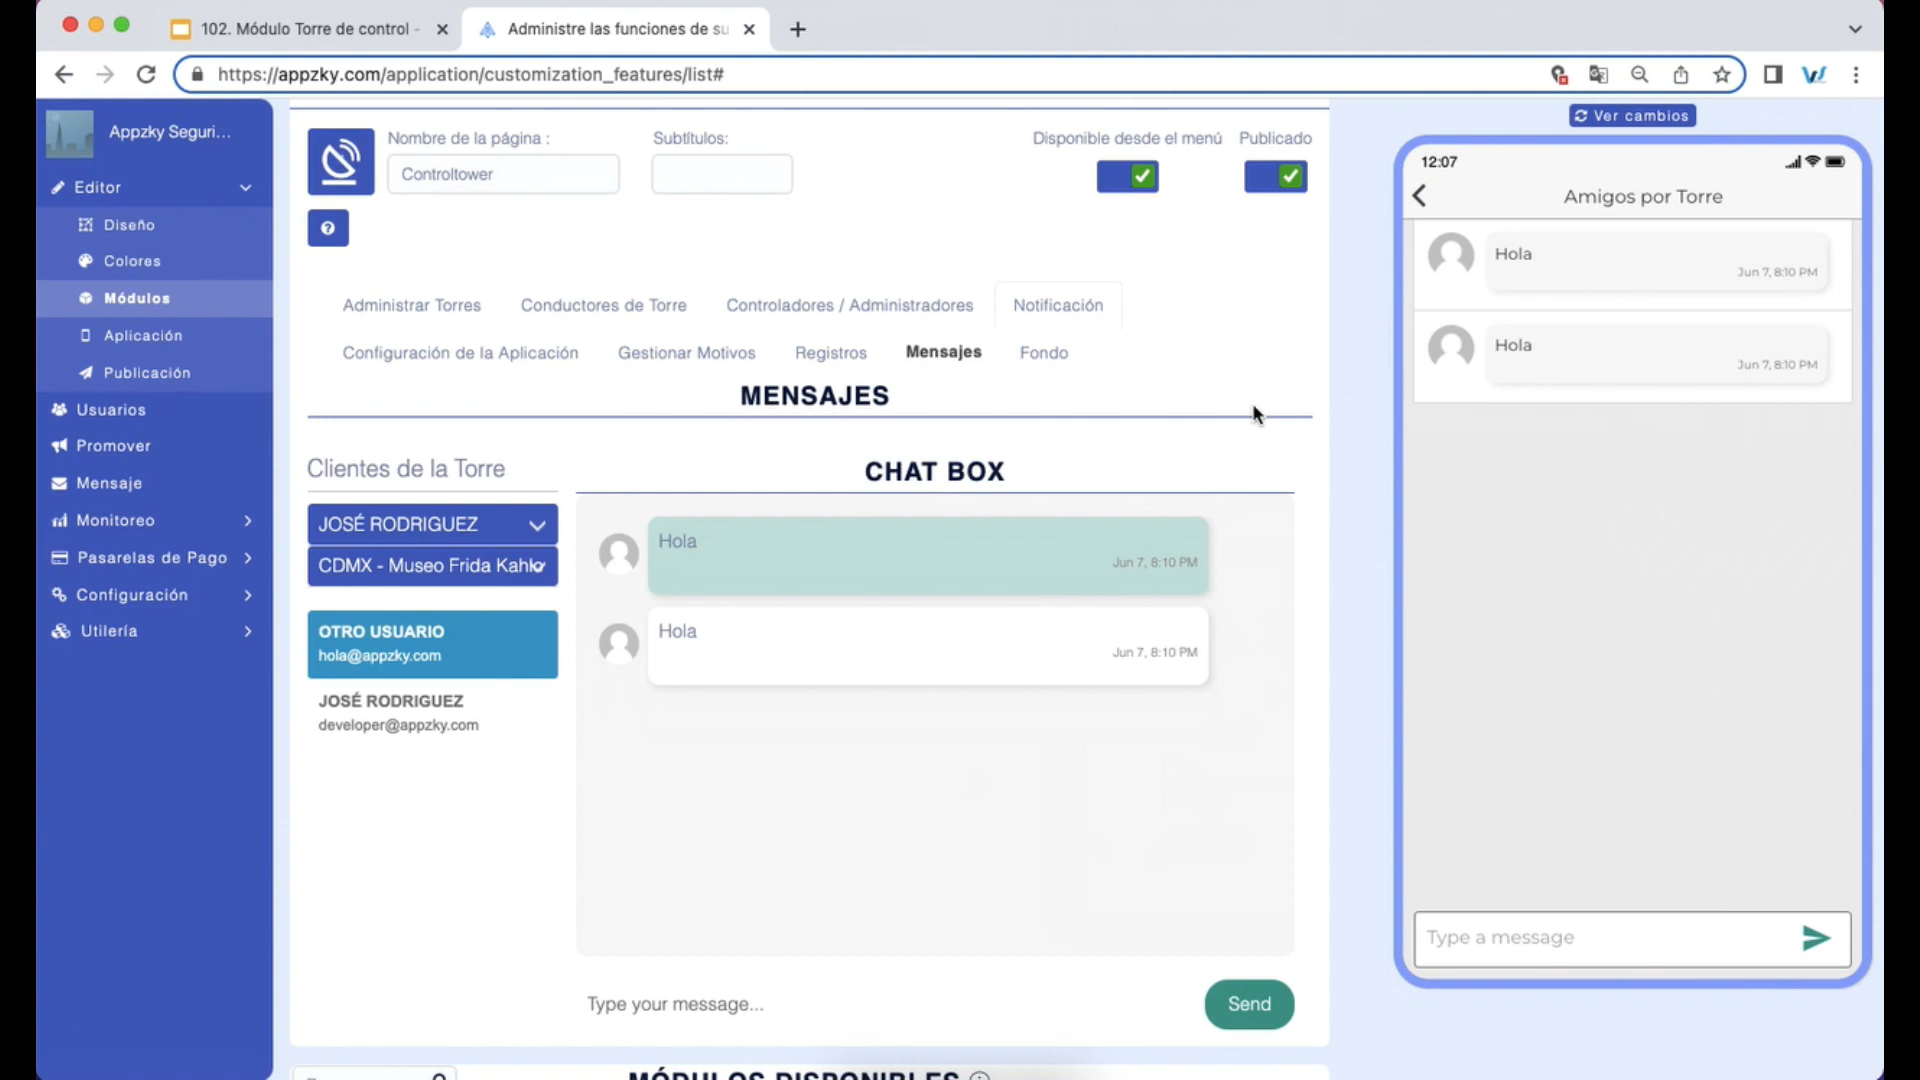 102. Módulo Torre de control -
Administre las funciones de su
https://appzky.com/application/customization_features/list#
Appzky Seguri...
Editor
Diseño
Colores
Módulos
Aplicación
Publicación
Usuarios
Promover
Mensaje
Monitoreo
Pasarelas de Pago
Configuración
Utilería
Nombre de la página :
Subtítulos:
Disponible desde el menú
Publicado
Controltower
Administrar Torres
Conductores de Torre
Controladores / Administradores
Notificación
Configuración de la Aplicación
Gestionar Motivos
Registros
Mensajes
Fondo
MENSAJES
Clientes de la Torre
JOSÉ RODRIGUEZ
CDMX - Museo Frida Kahlo
OTRO USUARIO
hola@appzky.com
JOSÉ RODRIGUEZ
developer@appzky.com
CHAT BOX
Hola
Jun 7, 8:10 PM
Hola
Jun 7, 8:10 PM
Type your message...
Send
MÓDULOS DISPONIBLES
Ver cambios
12:07
Amigos por Torre
Hola
Jun 7, 8:10 PM
Hola
Jun 7, 8:10 PM
Type a message